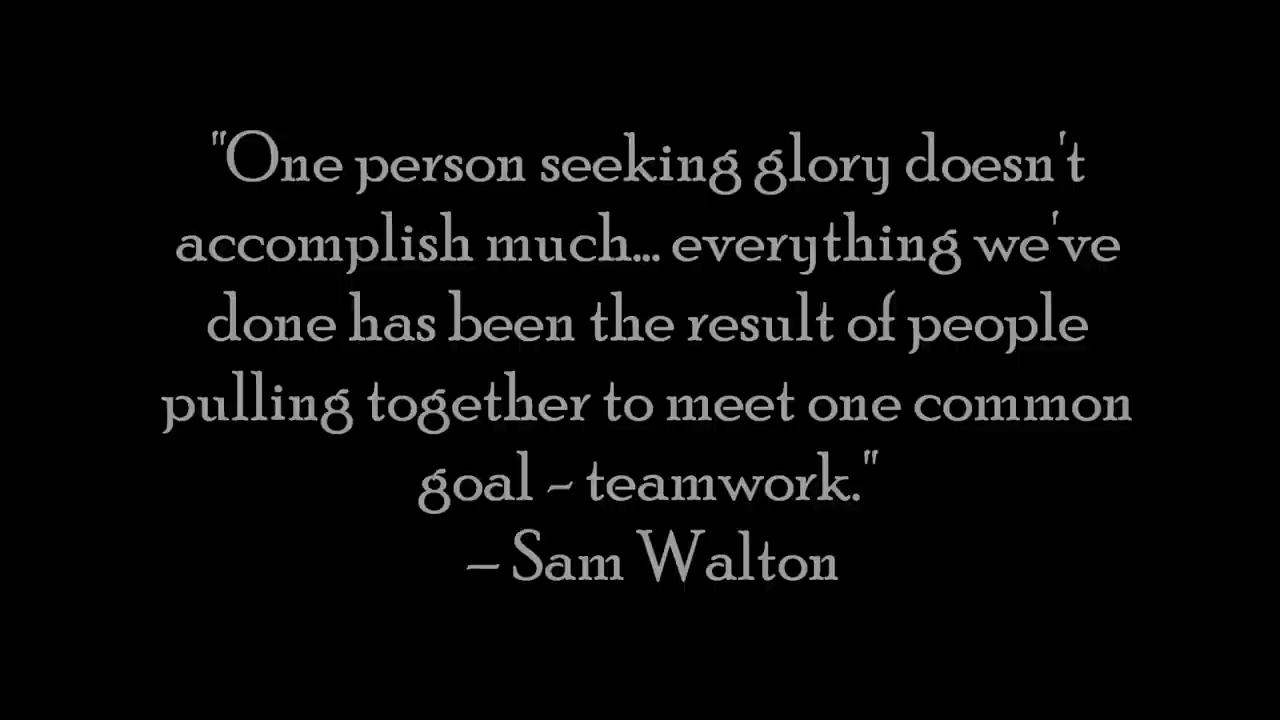 "One person seeking glory doesn't
accomplish much... everything we've
done has been the result of people
pulling together to meet one common
goal - teamwork."
– Sam Walton